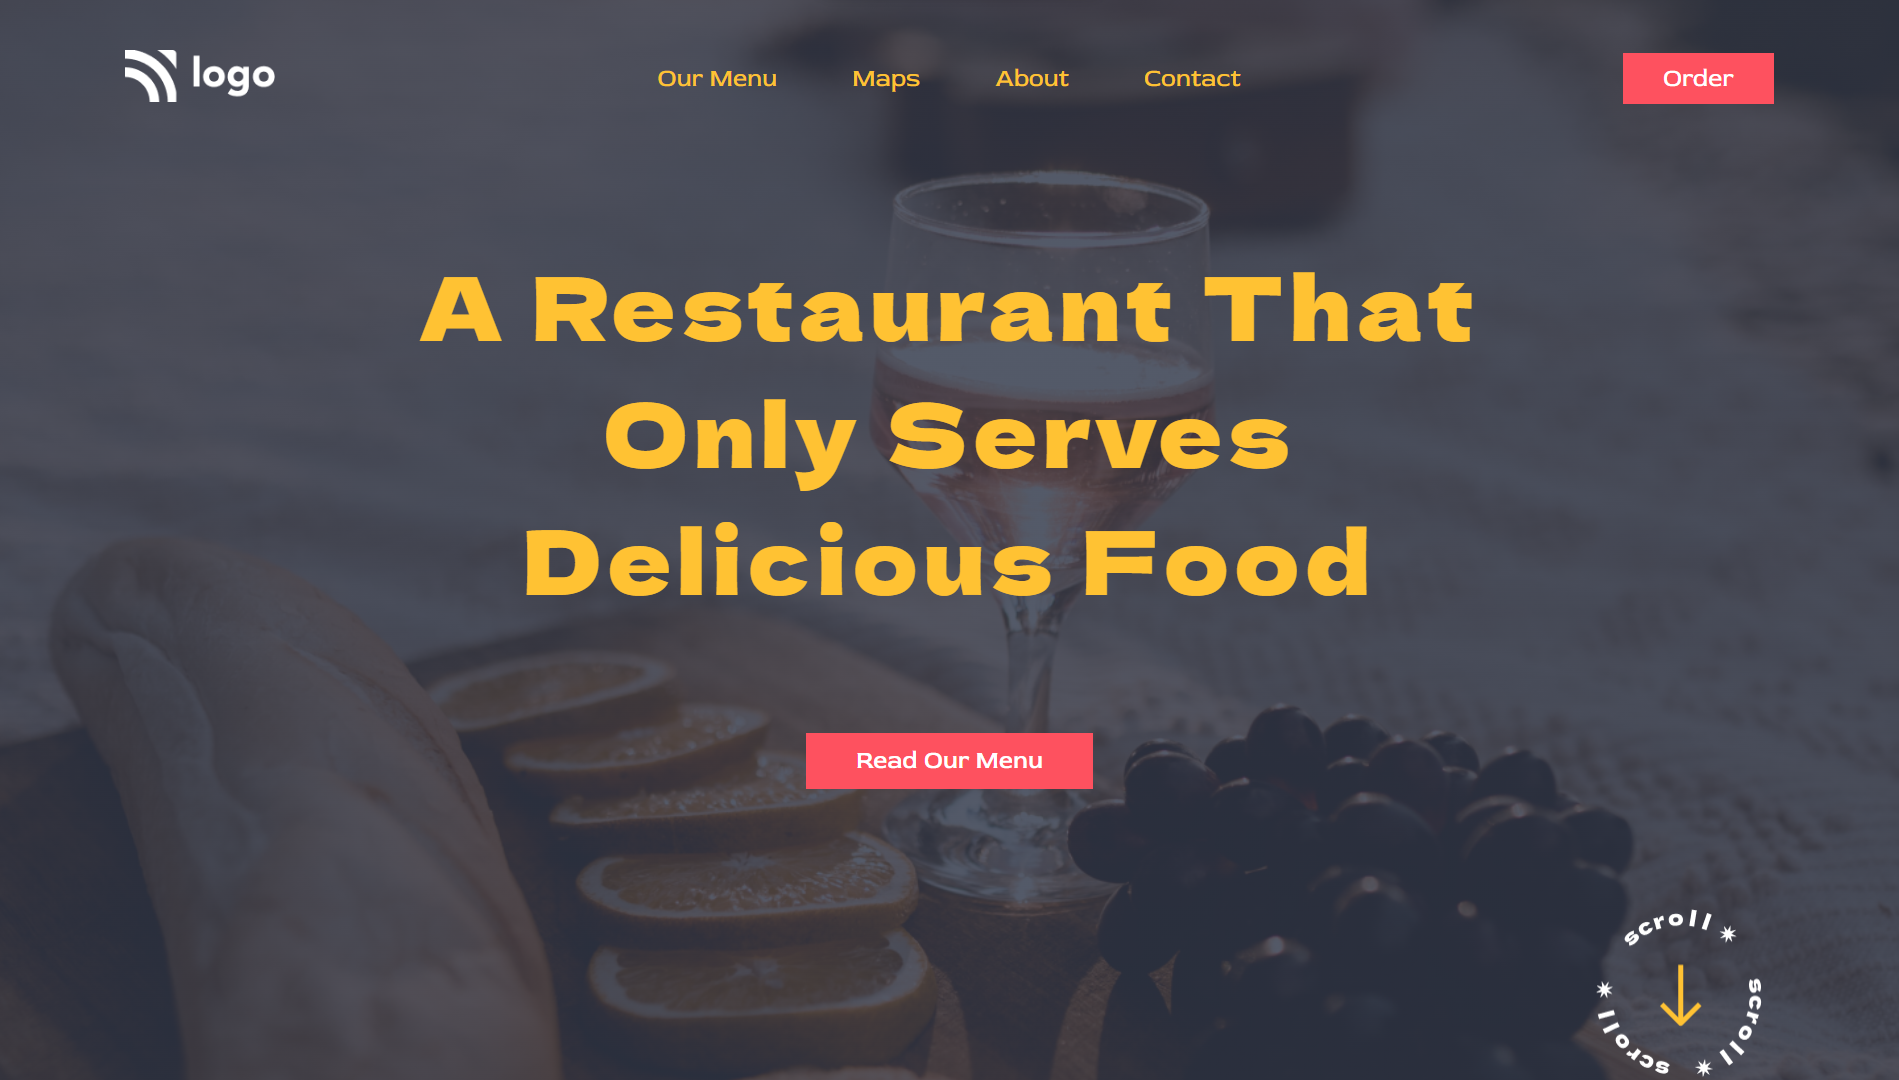 logo
Our Menu
Maps
About
Contact
Order
A Restaurant That
Only Serves
Delicious Food
Read Our Menu
scroll
scroll
scroll